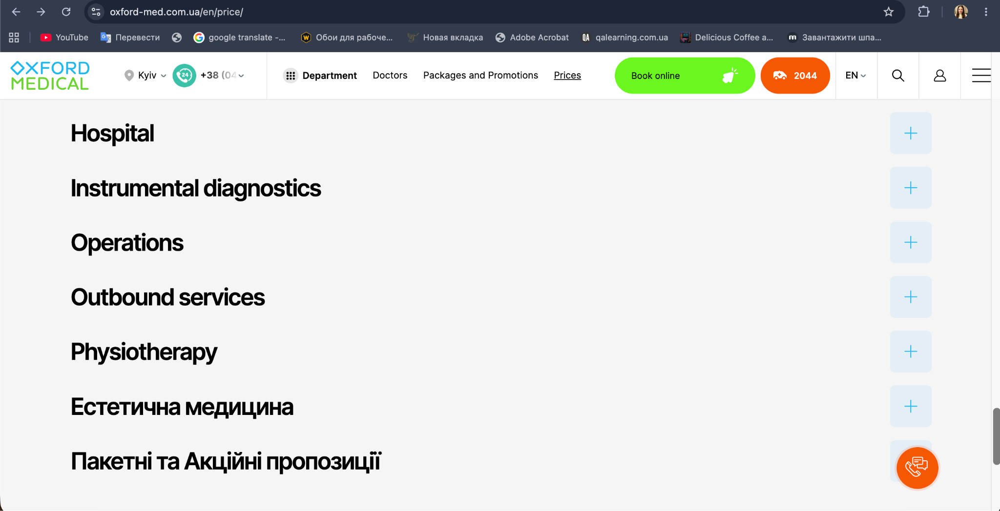 oxford-med.com.ua/en/price/
YouTube
Перевести
google translate -...
Обои для рабоче...
Новая вкладка
Adobe Acrobat
QA qalearning.com.ua
Delicious Coffee a...
m Завантажити шпа...
OXFORD
MEDICAL
Kyiv
24
+38 (04
Department
Doctors
Packages and Promotions
Prices
Book online
2044
EN
Hospital
Instrumental diagnostics
Operations
Outbound services
Physiotherapy
Естетична медицина
Пакетні та Акційні пропозиції